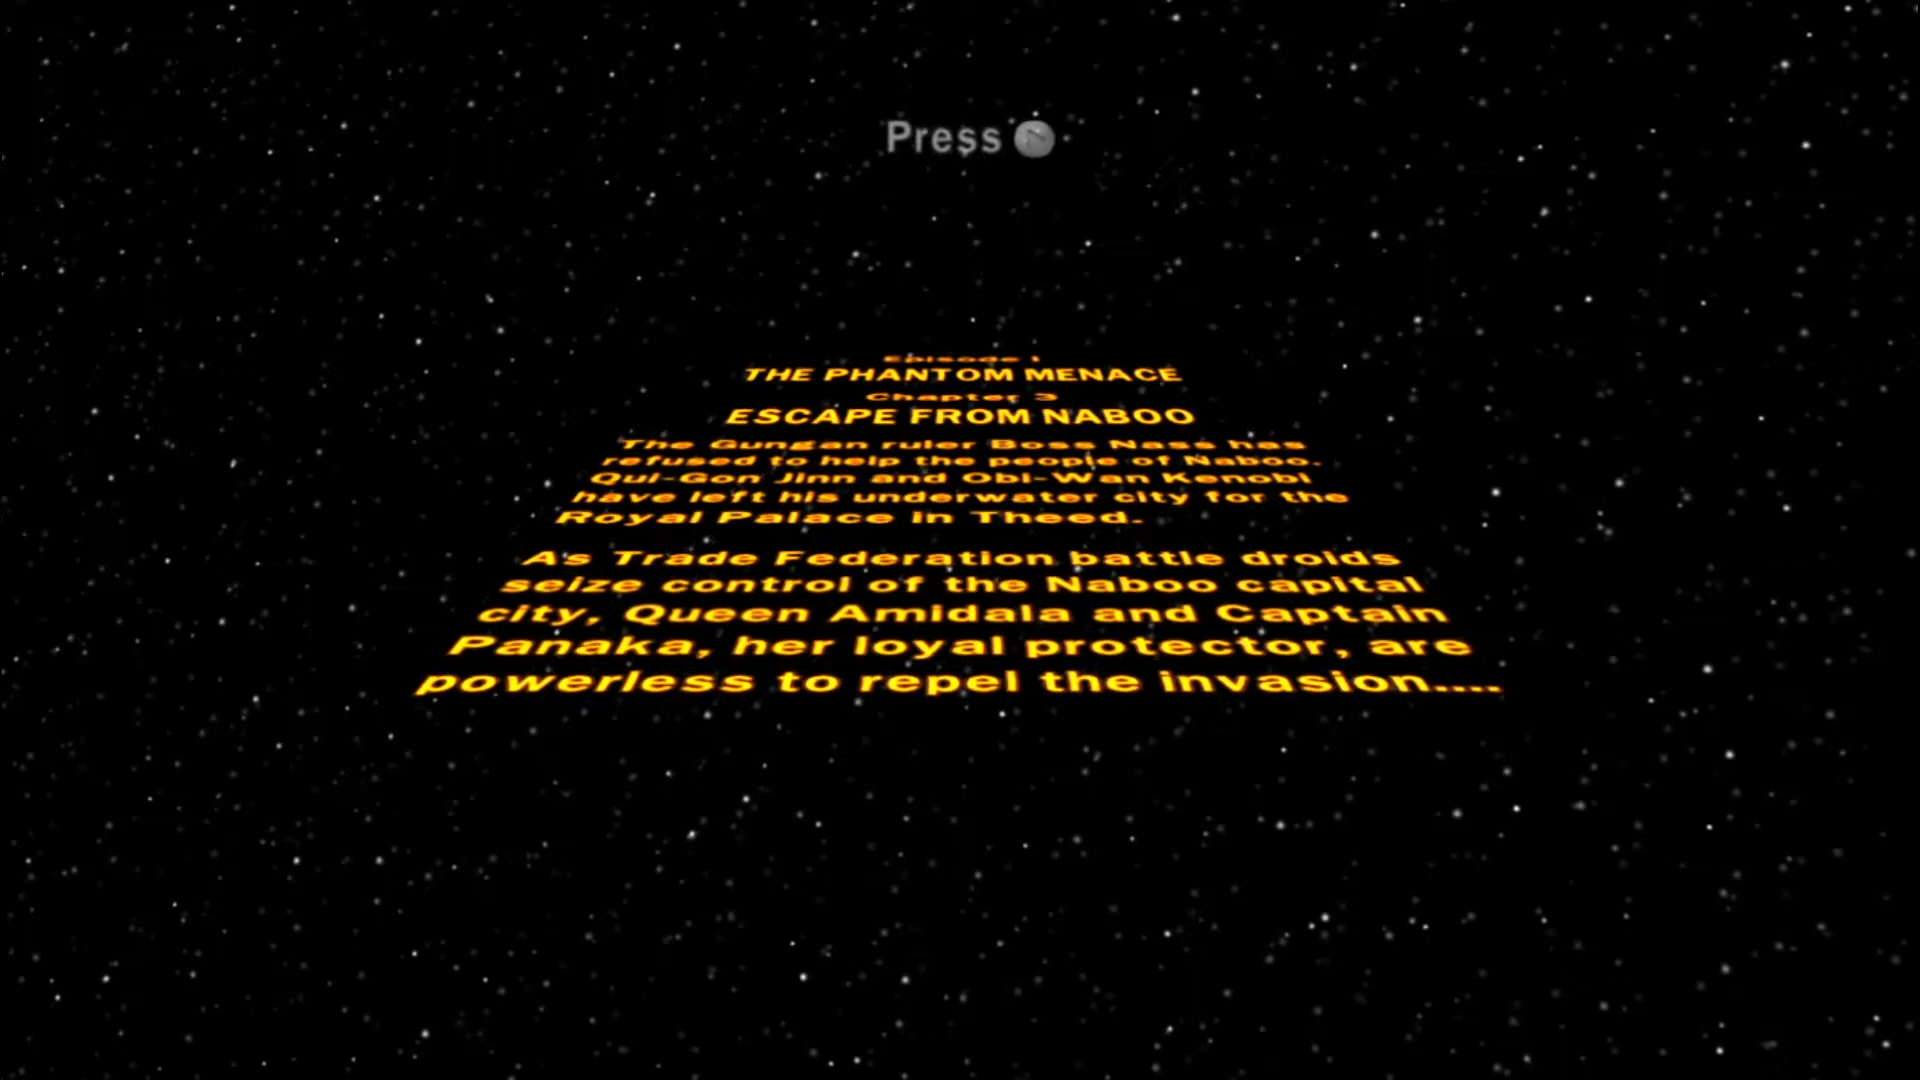 Press
Episode 1
THE PHANTOM MENACE
Chapter 3
ESCAPE FROM NABOO
The Gungan ruler Boss Nass has
refused to help the people of Naboo.
Qui-Gon Jinn and Obi-Wan Kenobi
have left his underwater city for the
Royal Palace in Theed.
As Trade Federation battle droids
seize control of the Naboo capital
city, Queen Amidala and Captain
Panaka, her loyal protector, are
powerless to repel the invasion....